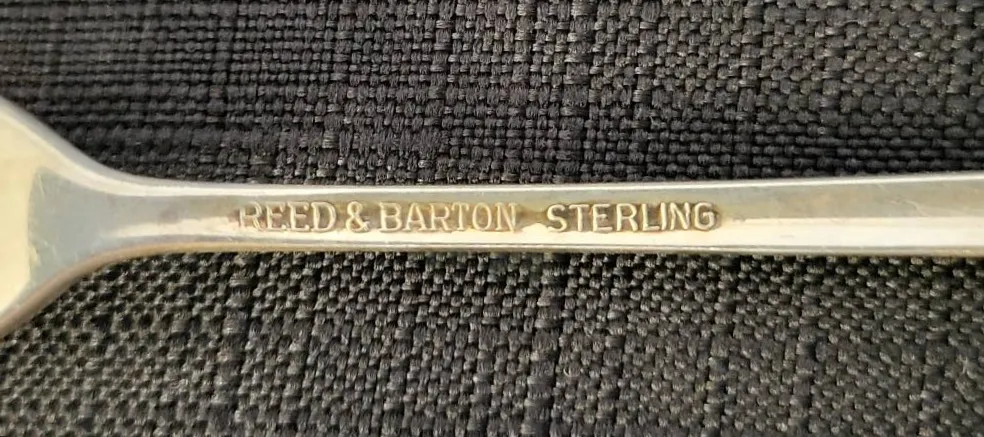 REED & BARTON STERLING